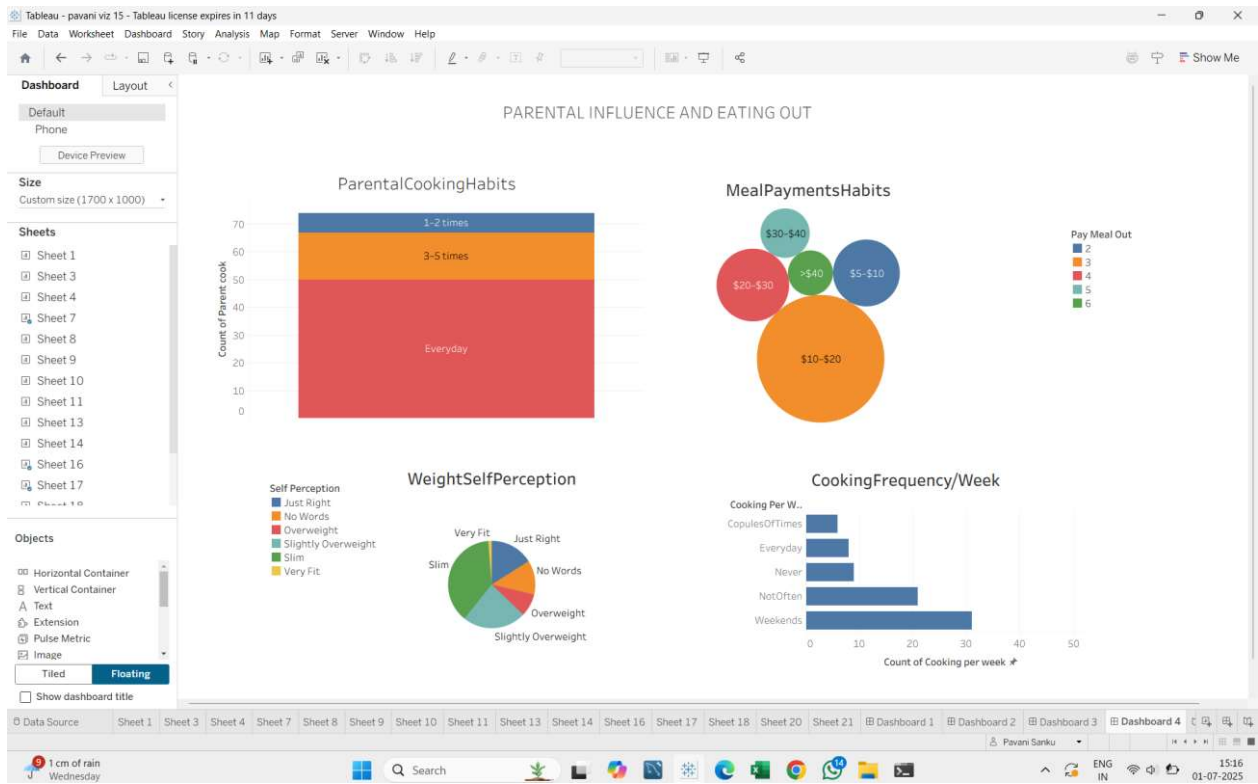 Tableau - pavani viz 15 - Tableau license expires in 11 days
File Data Worksheet Dashboard Story Analysis Map Format Server Window Help
Show Me
Dashboard Layout
Default
Phone
Device Preview
Size
Custom size (1700 x 1000)
Sheets
Sheet 1
Sheet 3
Sheet 4
Sheet 7
Sheet 8
Sheet 9
Sheet 10
Sheet 11
Sheet 13
Sheet 14
Sheet 16
Sheet 17
Sheet 18
Objects
Horizontal Container
Vertical Container
Text
Extension
Pulse Metric
Image
Tiled Floating
Show dashboard title
PARENTAL INFLUENCE AND EATING OUT
ParentalCookingHabits
Count of Parent cook
70
60
50
40
30
20
10
0
1-2 times
3-5 times
Everyday
MealPaymentsHabits
$30-$40
>$40
$5-$10
$20-$30
$10-$20
Pay Meal Out
2
3
4
5
6
WeightSelfPerception
Self Perception
Just Right
No Words
Overweight
Slightly Overweight
Slim
Very Fit
Very Fit
Just Right
Slim
No Words
Overweight
Slightly Overweight
CookingFrequency/Week
Cooking Per W..
CopulesOfTimes
Everyday
Never
NotOften
Weekends
0 10 20 30 40 50
Count of Cooking per week
Data Source Sheet 1 Sheet 3 Sheet 4 Sheet 7 Sheet 8 Sheet 9 Sheet 10 Sheet 11 Sheet 13 Sheet 14 Sheet 16 Sheet 17 Sheet 18 Sheet 20 Sheet 21 Dashboard 1 Dashboard 2 Dashboard 3 Dashboard 4
Pavani Sanku
9
1 cm of rain
Wednesday
Search
14
ENG
IN
15:16
01-07-2023